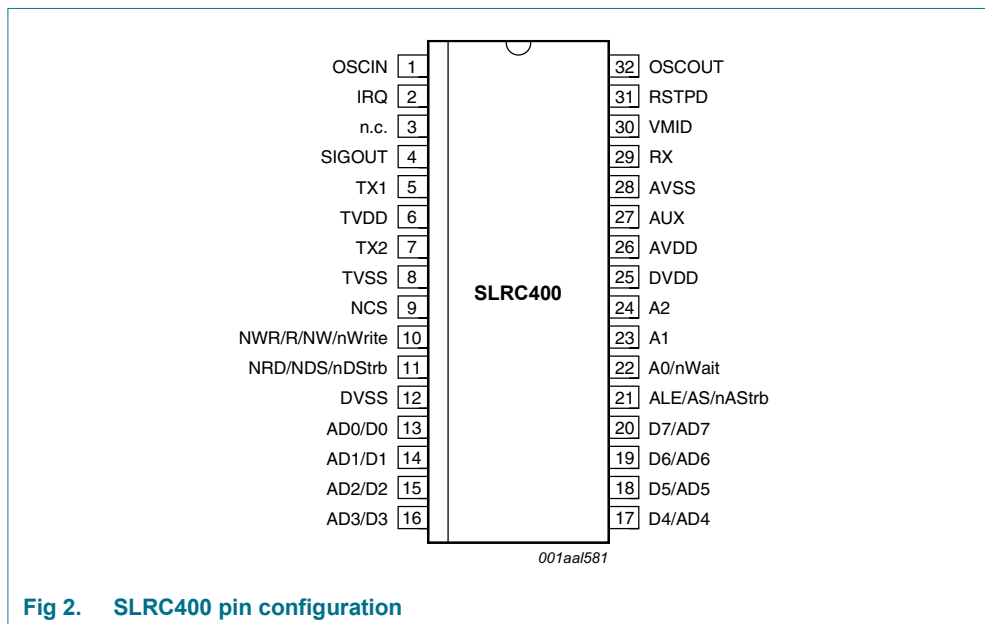 OSCIN 1 32 OSCOUT
IRQ 2 31 RSTPD
n.c. 3 30 VMID
SIGOUT 4 29 RX
TX1 5 28 AVSS
TVDD 6 27 AUX
TX2 7 26 AVDD
TVSS 8 25 DVDD
SLRC400
NCS 9 24 A2
NWR/R/NW/nWrite 10 23 A1
NRD/NDS/nDStrb 11 22 A0/nWait
DVSS 12 21 ALE/AS/nAStrb
AD0/D0 13 20 D7/AD7
AD1/D1 14 19 D6/AD6
AD2/D2 15 18 D5/AD5
AD3/D3 16 17 D4/AD4
001aal581
Fig 2. SLRC400 pin configuration